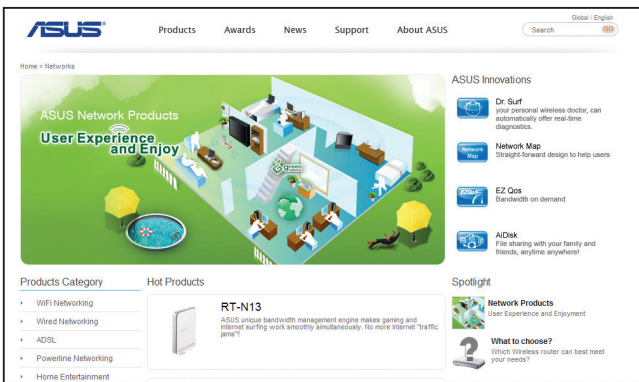 Global / English
ASUS
Products
Awards
News
Support
About ASUS
Search
GO
Home > Networks
ASUS Network Products
User Experience
and Enjoy
green
ASUS Innovations
Dr. Surf
your personal wireless doctor, can
automatically offer real-time
diagnostics.
Network
Map
Network Map
Straight-forward design to help users
EZQoS
EZ Qos
Bandwidth on demand
AiDisk
File sharing with your family and
friends, anytime anywhere!
Products Category
WiFi Networking
Wired Networking
ADSL
Powerline Networking
Home Entertainment
Hot Products
RT-N13
ASUS unique bandwidth management engine makes gaming and
Internet surfing work smoothly simultaneously. No more Internet "traffic
jams"!
Spotlight
Network Products
User Experience and Enjoyment
What to choose?
Which Wireless router can best meet
your needs?